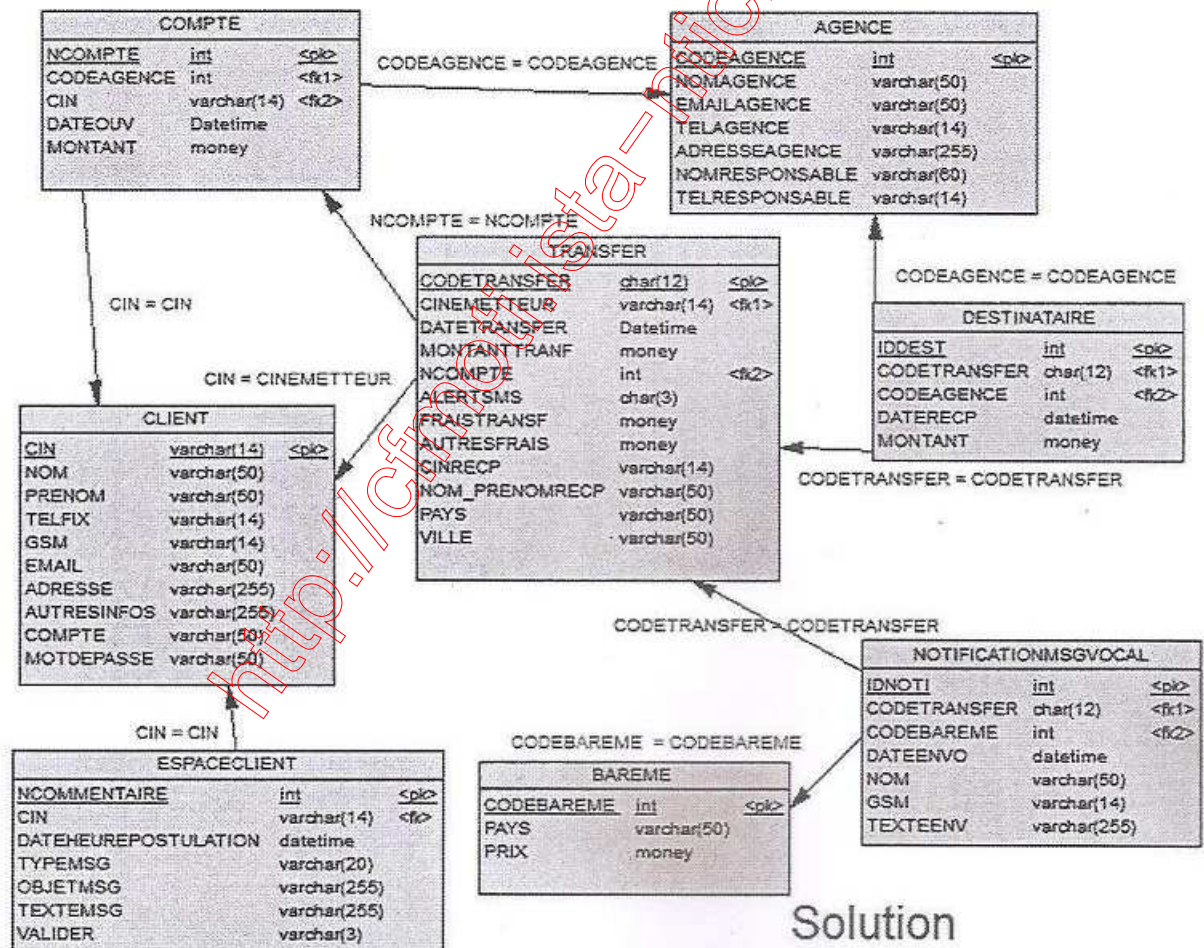 COMPTE
NCOMPTE int <pk>
CODEAGENCE int <fk1>
CIN varchar(14) <fk2>
DATEOUV Datetime
MONTANT money
CODEAGENCE = CODEAGENCE
AGENCE
CODEAGENCE int <pk>
NOMAGENCE varchar(50)
EMAILAGENCE varchar(50)
TELAGENCE varchar(14)
ADRESSEAGENCE varchar(255)
NOMRESPONSABLE varchar(60)
TELRESPONSABLE varchar(14)
NCOMPTE = NCOMPTE
CIN = CIN
TRANSFER
CODETRANSFER char(12) <pk>
CINEMETTEUR varchar(14) <fk1>
DATETRANSFER Datetime
MONTANTTRANF money
NCOMPTE int <fk2>
ALERTSMS char(3)
FRAISTRANSF money
AUTRESFRAIS money
CINRECP varchar(14)
NOM_PRENOMRECP varchar(50)
PAYS varchar(50)
VILLE varchar(50)
CODEAGENCE = CODEAGENCE
DESTINATAIRE
IDDEST int <pk>
CODETRANSFER char(12) <fk1>
CODEAGENCE int <fk2>
DATERECP datetime
MONTANT money
CIN = CINEMETTEUR
CODETRANSFER = CODETRANSFER
CLIENT
CIN varchar(14) <pk>
NOM varchar(50)
PRENOM varchar(50)
TELFIX varchar(14)
GSM varchar(14)
EMAIL varchar(50)
ADRESSE varchar(255)
AUTRESINFOS varchar(255)
COMPTE varchar(50)
MOTDEPASSE varchar(50)
CODETRANSFER = CODETRANSFER
NOTIFICATIONMSGVOCAL
IDNOTI int <pk>
CODETRANSFER char(12) <fk1>
CODEBAREME int <fk2>
DATEENVO datetime
NOM varchar(50)
GSM varchar(14)
TEXTEENV varchar(255)
CIN = CIN
CODEBAREME = CODEBAREME
ESPACECLIENT
NCOMMENTAIRE int <pk>
CIN varchar(14) <fk>
DATEHEUREPOSTULATION datetime
TYPEMSG varchar(20)
OBJETMSG varchar(255)
TEXTEMSG varchar(255)
VALIDER varchar(3)
BAREME
CODEBAREME int <pk>
PAYS varchar(50)
PRIX money
Solution
http://cfmoti.ista-ntic